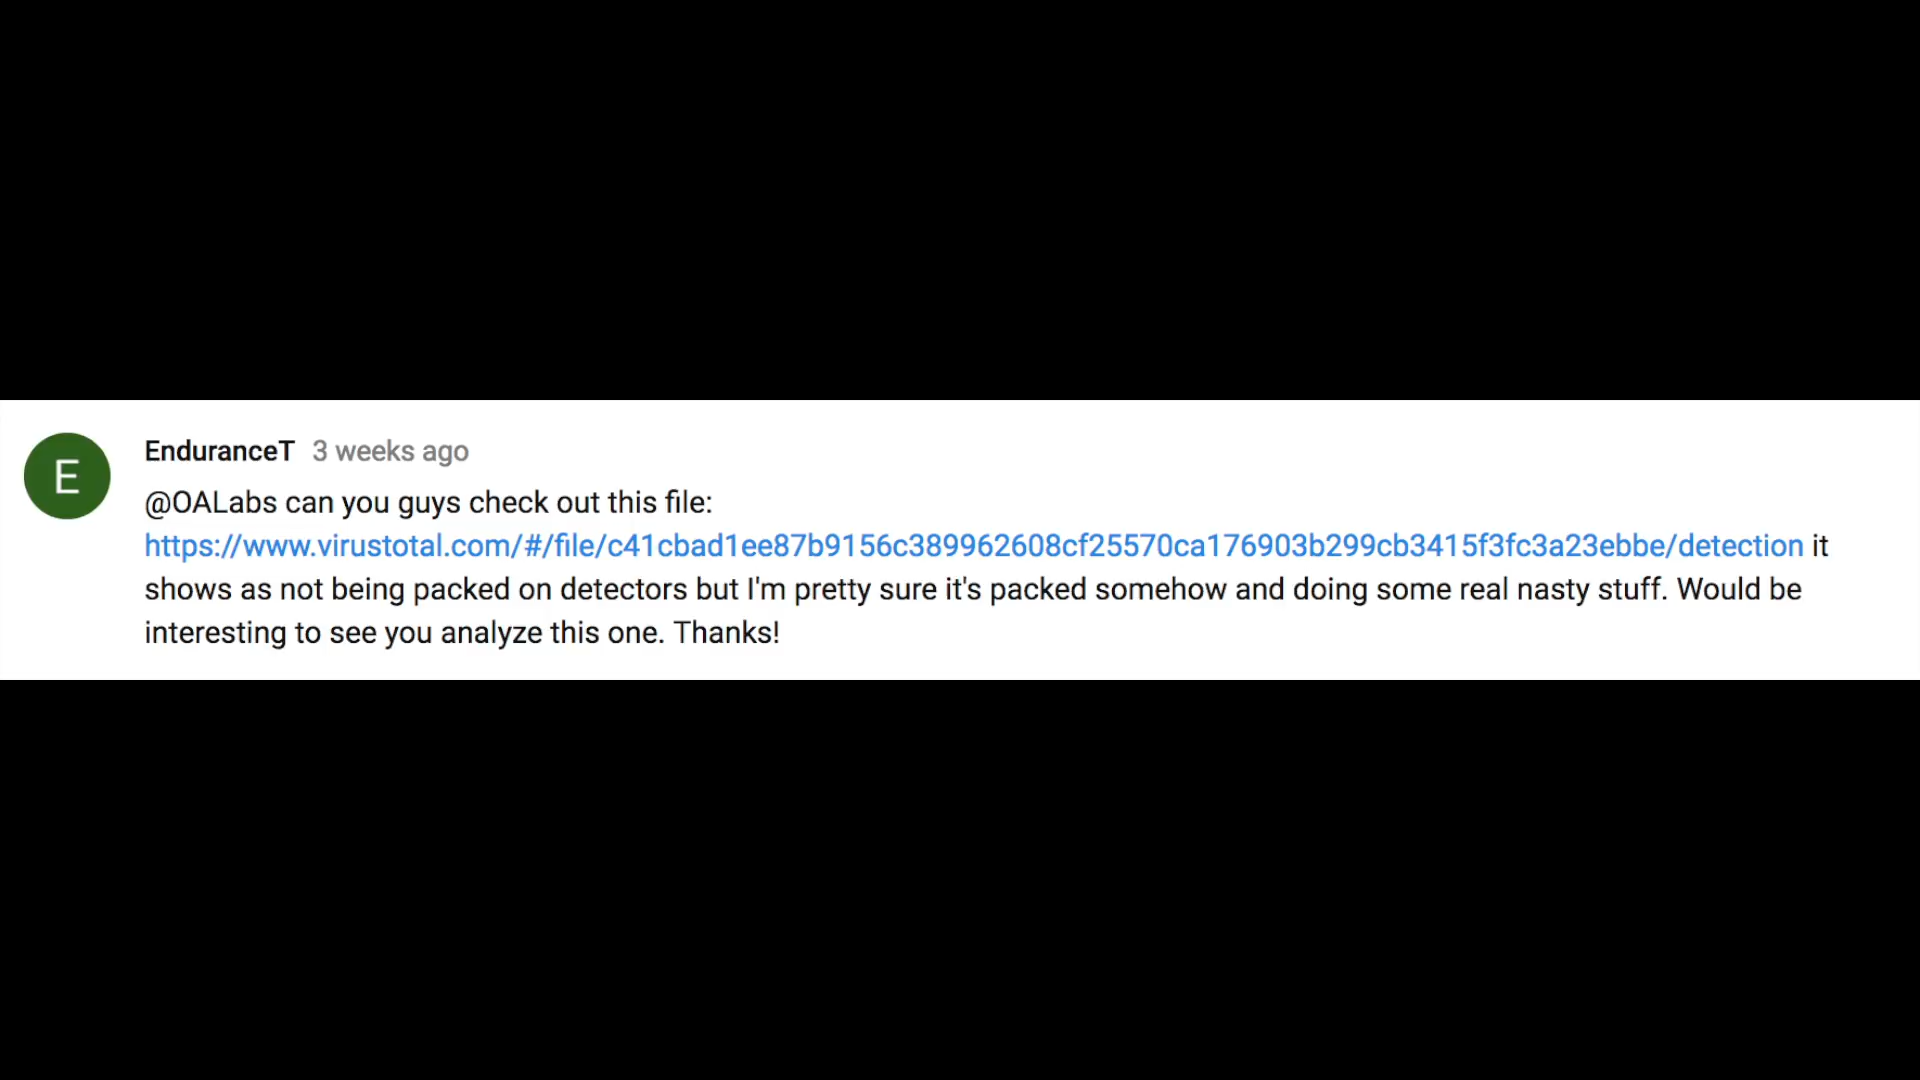 E
EnduranceT 3 weeks ago
@OALabs can you guys check out this file:
https://www.virustotal.com/#/file/c41cbad1ee87b9156c389962608cf25570ca176903b299cb3415f3fc3a23ebbe/detection it
shows as not being packed on detectors but I'm pretty sure it's packed somehow and doing some real nasty stuff. Would be
interesting to see you analyze this one. Thanks!